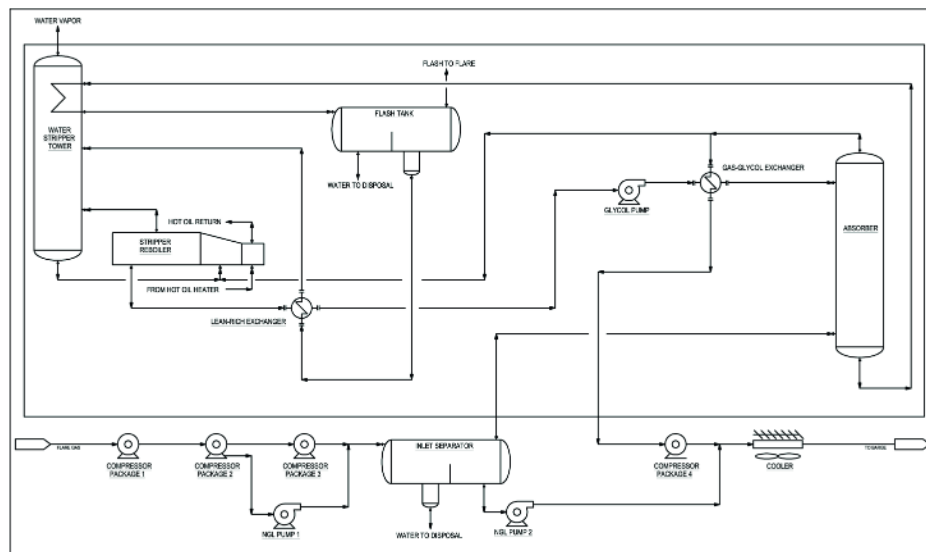 WATER VAPOR
FLASH TO FLARE
FLASH TANK
WATER
STRIPPER
TOWER
WATER TO DISPOSAL
GAS-GLYCOL EXCHANGER
GLYCOL PUMP
ABSORBER
HOT OIL RETURN
STRIPPER
REBOILER
FROM HOT OIL HEATER
LEAN-RICH EXCHANGER
FLARE GAS
COMPRESSOR
PACKAGE 1
COMPRESSOR
PACKAGE 2
COMPRESSOR
PACKAGE 3
INLET SEPARATOR
COMPRESSOR
PACKAGE 4
COOLER
NGL PUMP 1
WATER TO DISPOSAL
NGL PUMP 2